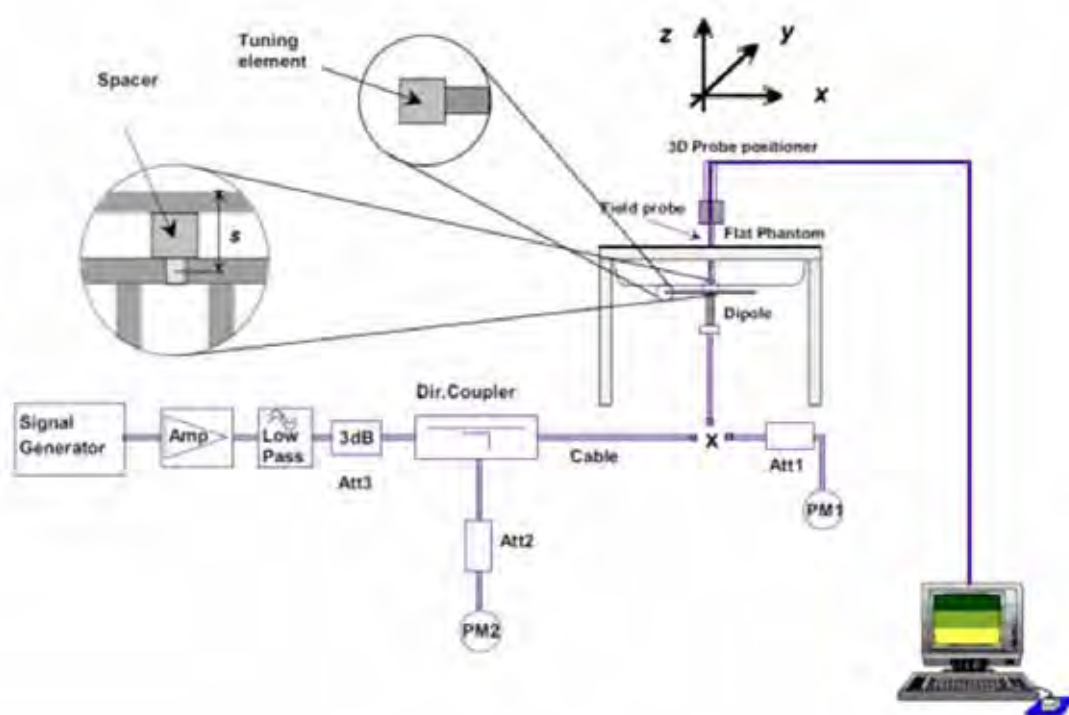 Tuning
element
Spacer
z
y
x
s
3D Probe positioner
Field probe
Flat Phantom
Dipole
Dir.Coupler
Signal
Generator
Amp
Low
Pass
3dB
Att3
Cable
X
Att1
PM1
Att2
PM2